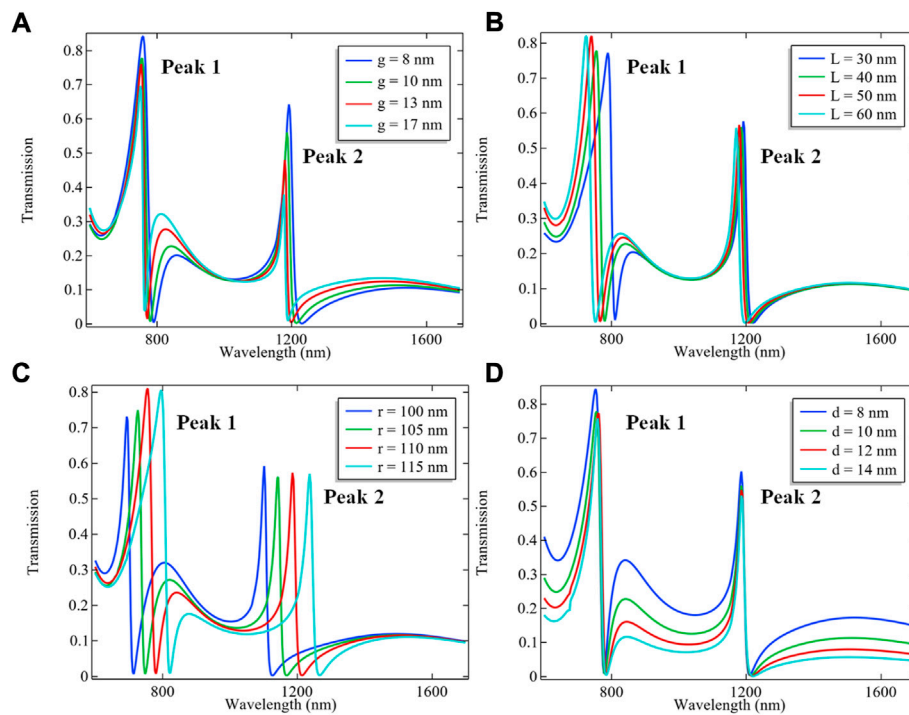 A
Transmission
0.8
0.7
0.6
0.5
0.4
0.3
0.2
0.1
0
Peak 1
Peak 2
g = 8 nm
g = 10 nm
g = 13 nm
g = 17 nm
800
1200
1600
Wavelength (nm)
B
Transmission
0.8
0.7
0.6
0.5
0.4
0.3
0.2
0.1
0
Peak 1
Peak 2
L = 30 nm
L = 40 nm
L = 50 nm
L = 60 nm
800
1200
1600
Wavelength (nm)
C
Transmission
0.8
0.7
0.6
0.5
0.4
0.3
0.2
0.1
0
Peak 1
Peak 2
r = 100 nm
r = 105 nm
r = 110 nm
r = 115 nm
800
1200
1600
Wavelength (nm)
D
Transmission
0.8
0.7
0.6
0.5
0.4
0.3
0.2
0.1
0
Peak 1
Peak 2
d = 8 nm
d = 10 nm
d = 12 nm
d = 14 nm
800
1200
1600
Wavelength (nm)